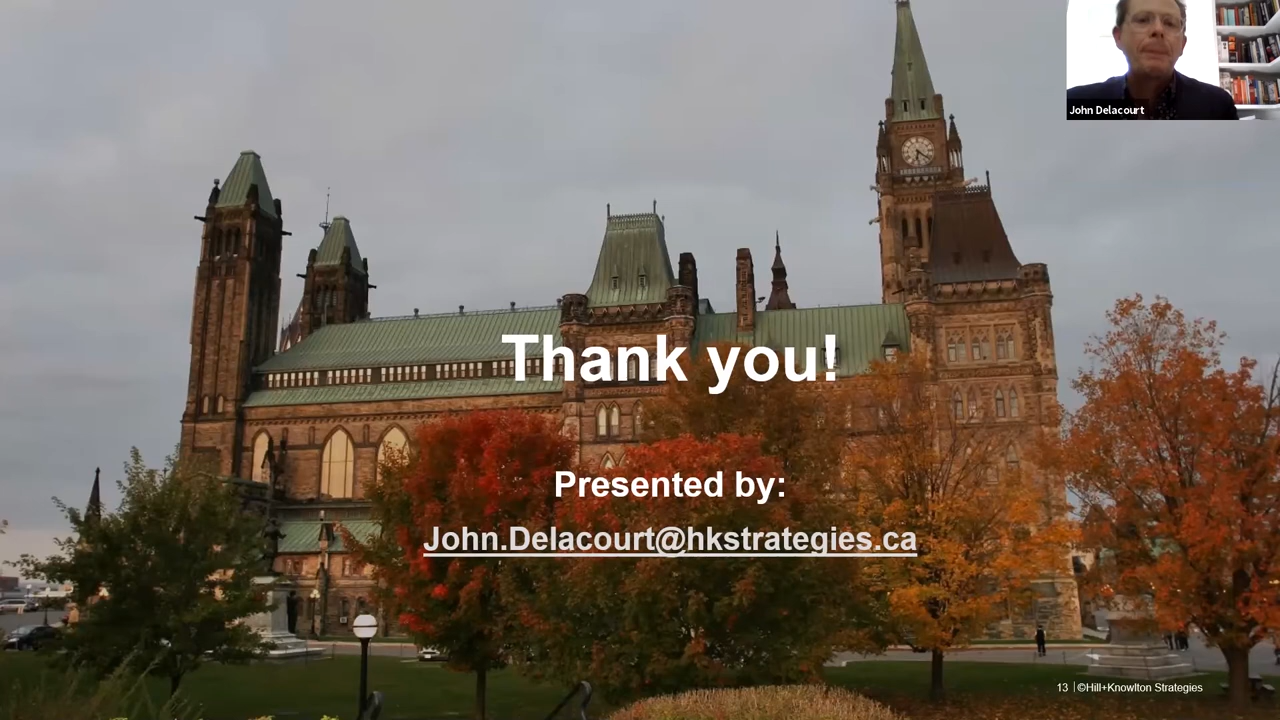 John Delacourt
Thank you!
Presented by:
John.Delacourt@hkstrategies.ca
13 | ©Hill+Knowlton Strategies